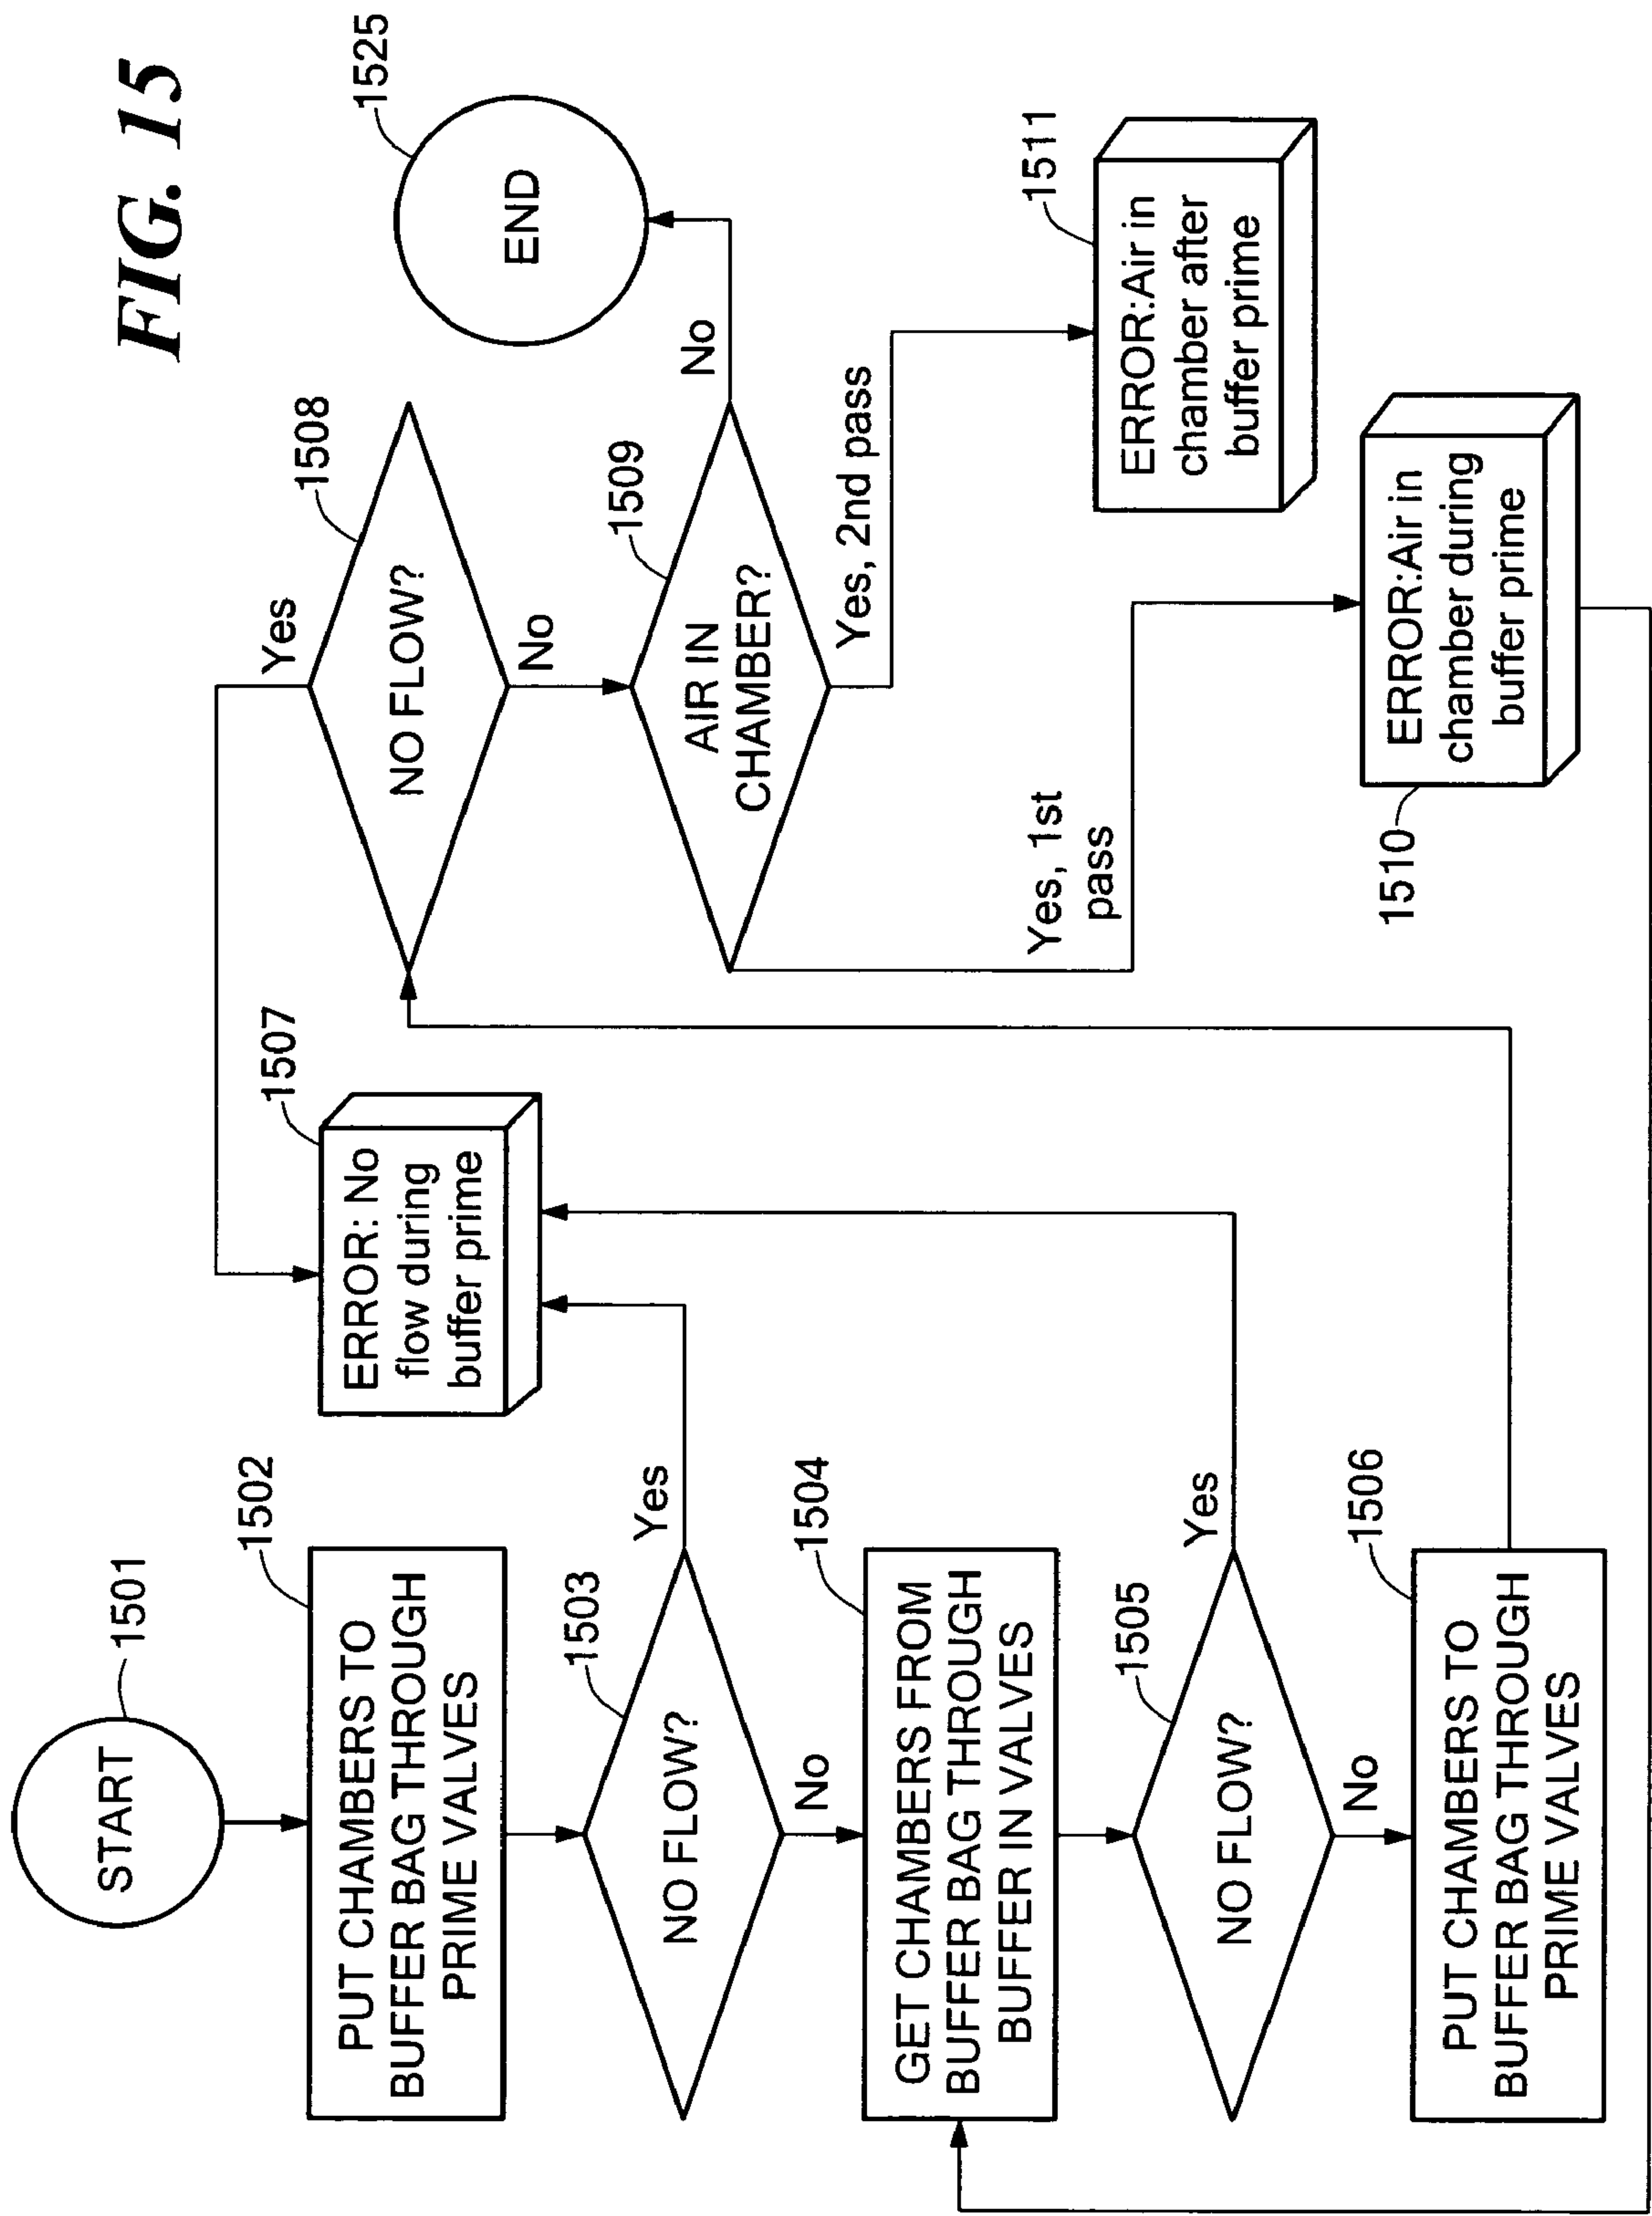 FIG. 15
START
1501
PUT CHAMBERS TO
BUFFER BAG THROUGH
PRIME VALVES
1502
NO FLOW?
1503
Yes
No
GET CHAMBERS FROM
BUFFER BAG THROUGH
BUFFER IN VALVES
1504
NO FLOW?
1505
Yes
No
PUT CHAMBERS TO
BUFFER BAG THROUGH
PRIME VALVES
1506
ERROR: No
flow during
buffer prime
1507
Yes
NO FLOW?
1508
No
AIR IN
CHAMBER?
1509
No
Yes, 2nd pass
Yes, 1st
pass
END
1525
ERROR:Air in
chamber after
buffer prime
1511
ERROR:Air in
chamber during
buffer prime
1510